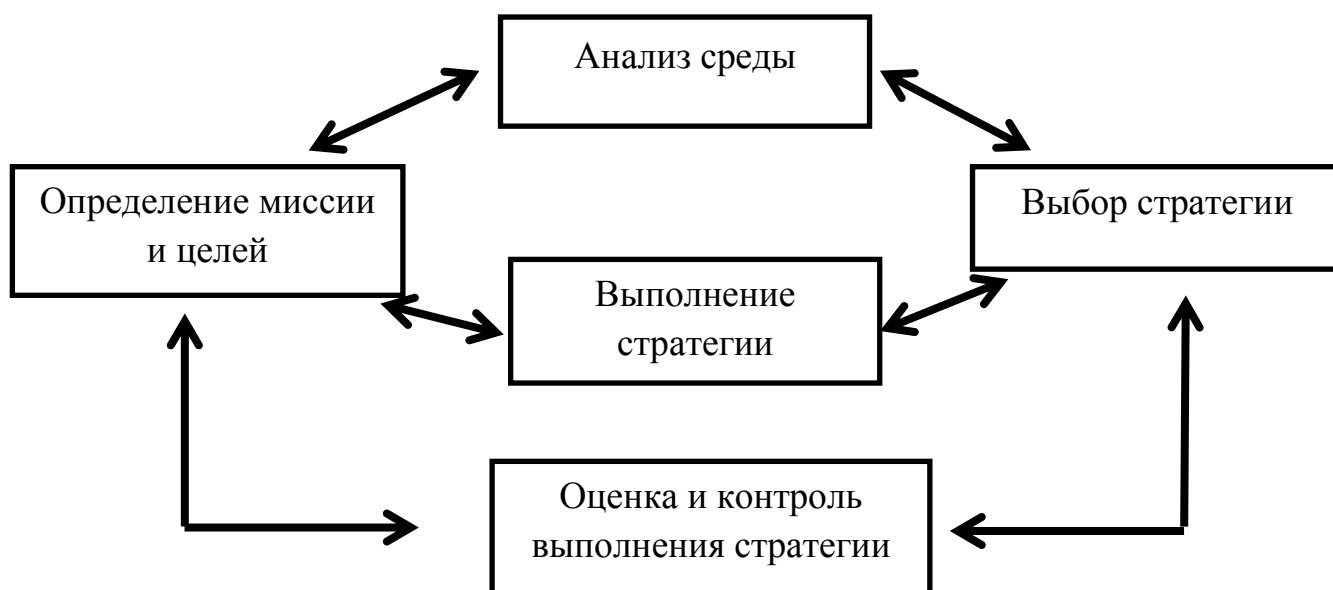 Анализ среды
Определение миссии
и целей
Выбор стратегии
Выполнение
стратегии
Оценка и контроль
выполнения стратегии